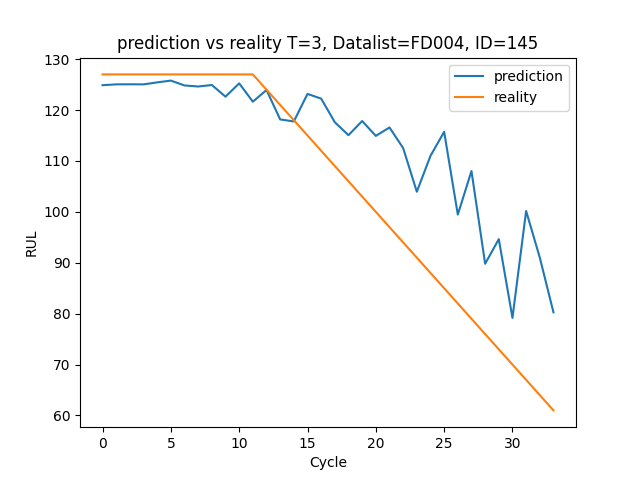 prediction vs reality T=3, Datalist=FD004, ID=145
prediction
reality
RUL
130
120
110
100
90
80
70
60
0 5 10 15 20 25 30
Cycle